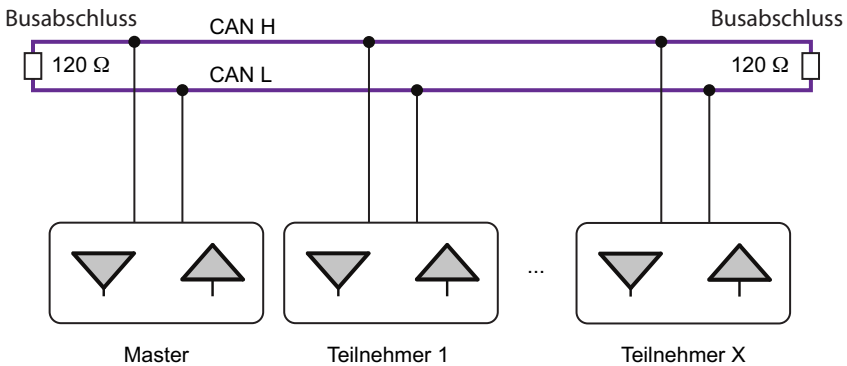 Busabschluss
Busabschluss
CAN H
120 Ω
120 Ω
CAN L
...
Master
Teilnehmer 1
Teilnehmer X